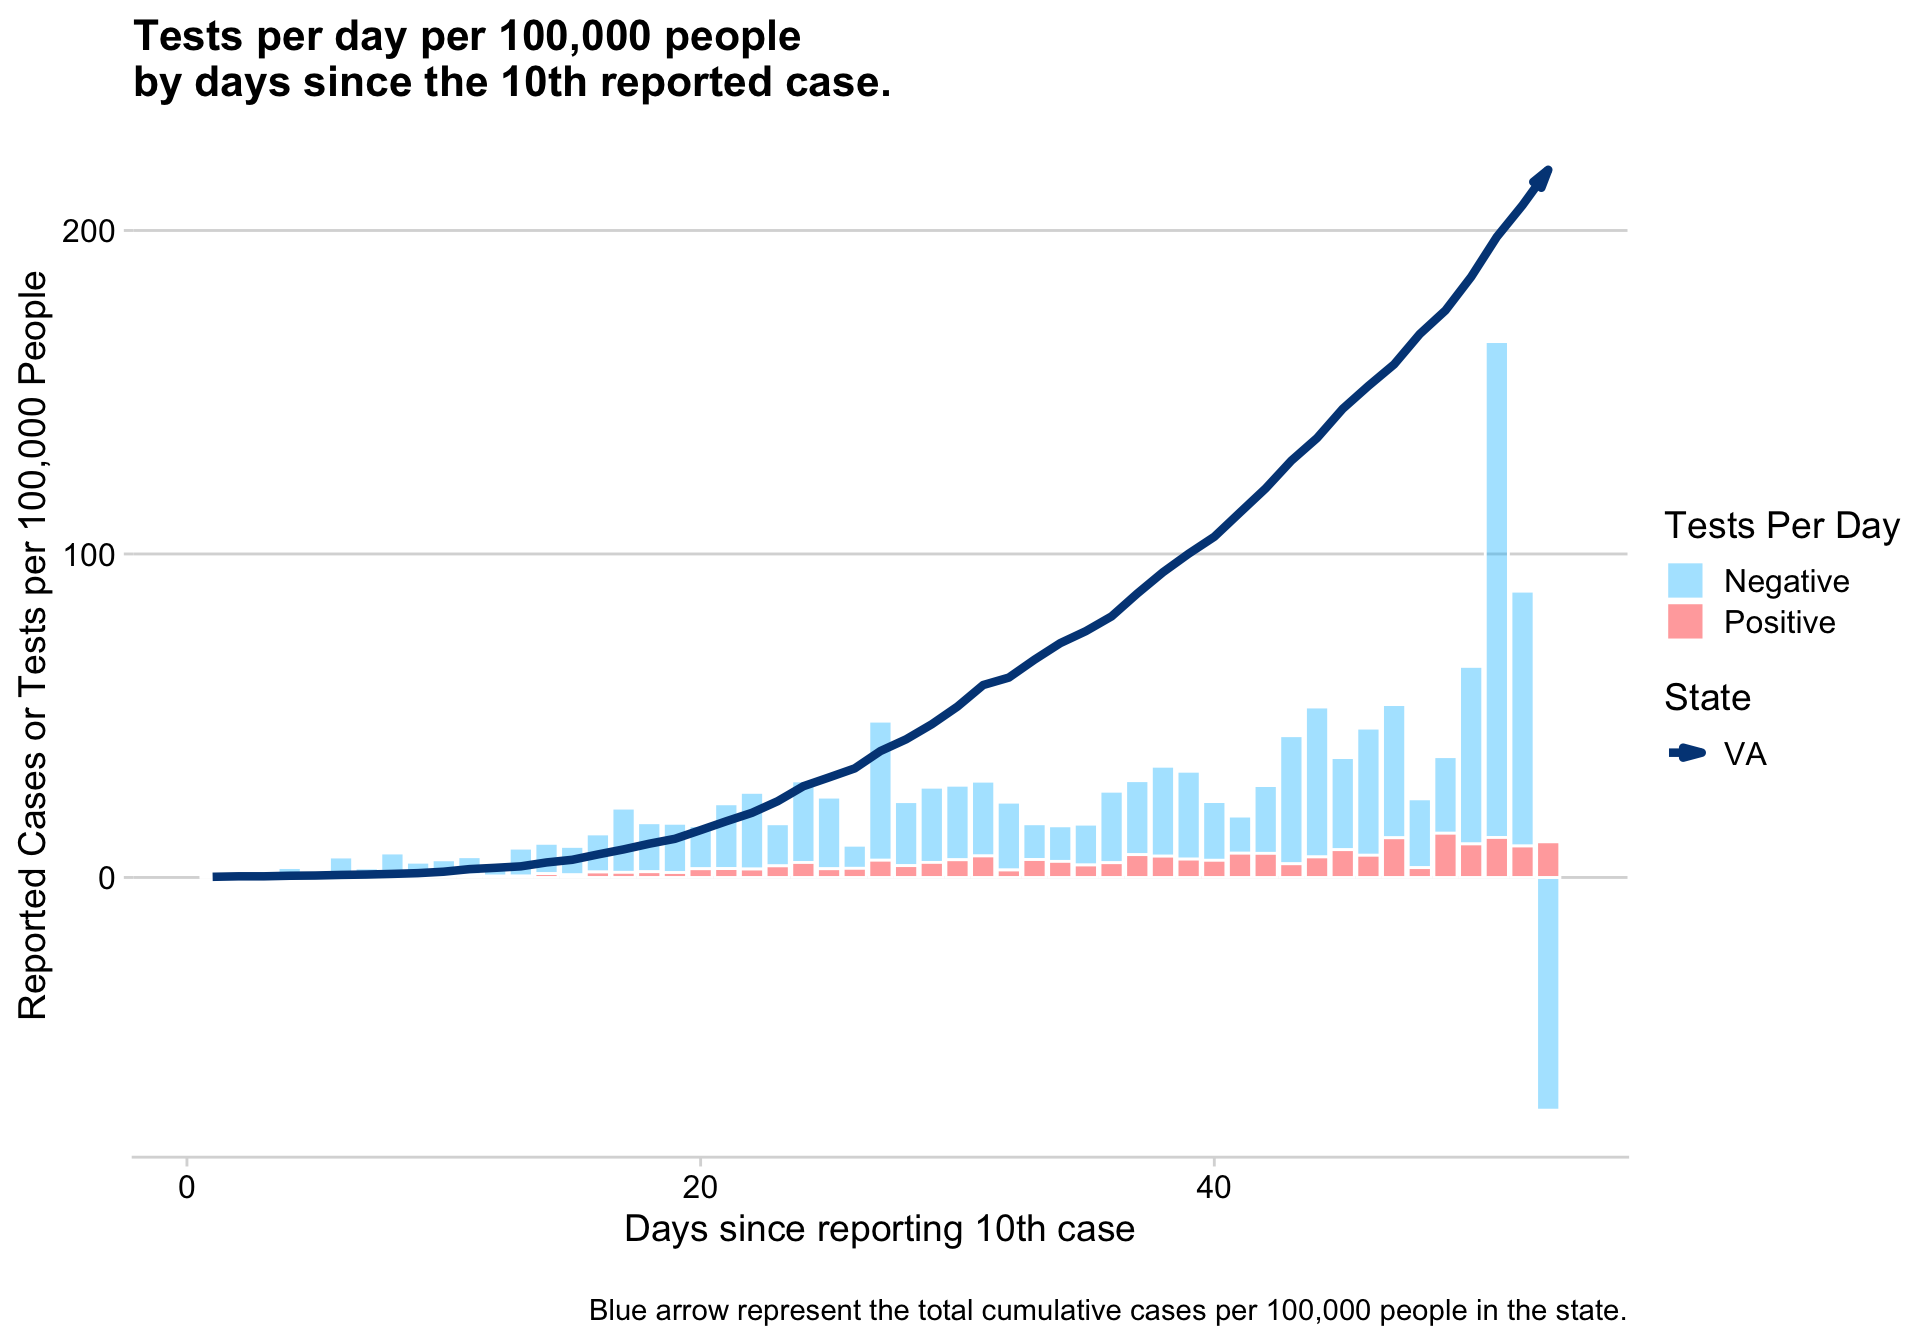 Tests per day per 100,000 people
by days since the 10th reported case.
Reported Cases or Tests per 100,000 People
200
100
0
0
20
40
Days since reporting 10th case
Tests Per Day
Negative
Positive
State
VA
Blue arrow represent the total cumulative cases per 100,000 people in the state.